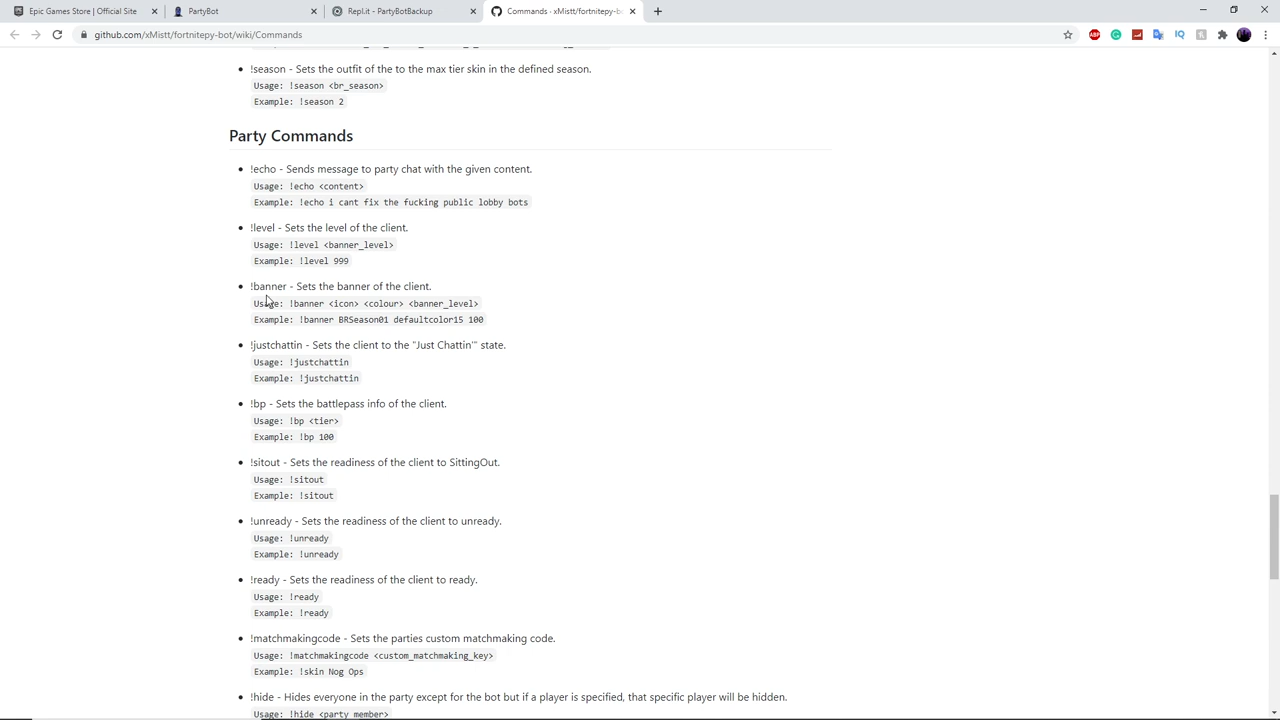 Epic Games Store | Official Site
PartyBot
Repl.it - PartyBotBackup
Commands · xMistt/fortnitepy-bot
github.com/xMistt/fortnitepy-bot/wiki/Commands
!season - Sets the outfit of the to the max tier skin in the defined season.
Usage: !season <br_season>
Example: !season 2
Party Commands
!echo - Sends message to party chat with the given content.
Usage: !echo <content>
Example: !echo i cant fix the fucking public lobby bots
!level - Sets the level of the client.
Usage: !level <banner_level>
Example: !level 999
!banner - Sets the banner of the client.
Usage: !banner <icon> <colour> <banner_level>
Example: !banner BRSeason01 defaultcolor15 100
!justchattin - Sets the client to the "Just Chattin'" state.
Usage: !justchattin
Example: !justchattin
!bp - Sets the battlepass info of the client.
Usage: !bp <tier>
Example: !bp 100
!sitout - Sets the readiness of the client to SittingOut.
Usage: !sitout
Example: !sitout
!unready - Sets the readiness of the client to unready.
Usage: !unready
Example: !unready
!ready - Sets the readiness of the client to ready.
Usage: !ready
Example: !ready
!matchmakingcode - Sets the parties custom matchmaking code.
Usage: !matchmakingcode <custom_matchmaking_key>
Example: !skin Nog Ops
!hide - Hides everyone in the party except for the bot but if a player is specified, that specific player will be hidden.
Usage: !hide <party_member>